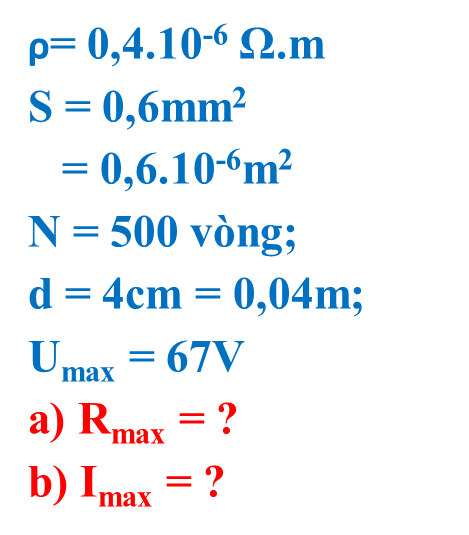 ρ= 0,4.10⁻⁶ Ω.m
S = 0,6mm²
= 0,6.10⁻⁶m²
N = 500 vòng;
d = 4cm = 0,04m;
Uₘₐₓ = 67V
a) Rₘₐₓ = ?
b) Iₘₐₓ = ?